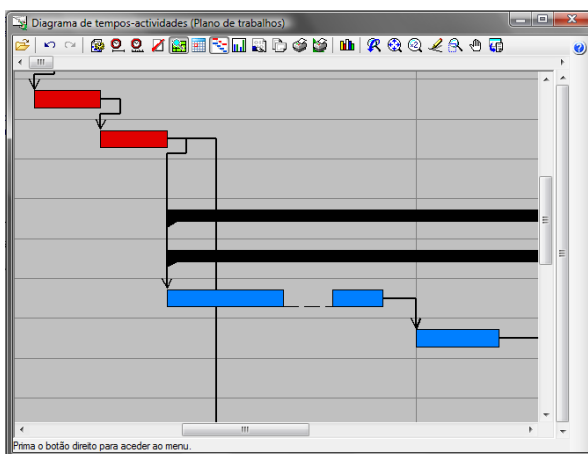 Diagrama de tempos-actividades (Plano de trabalhos)
Prima o botão direito para aceder ao menu.